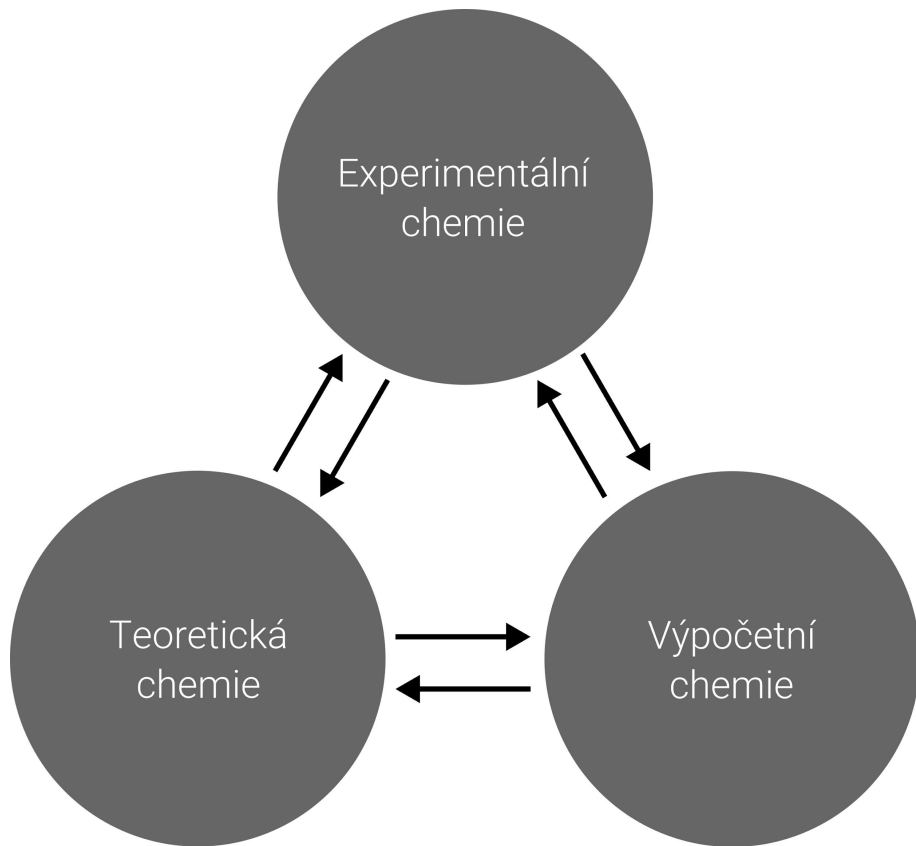 Experimentální
chemie
Teoretická
chemie
Výpočetní
chemie